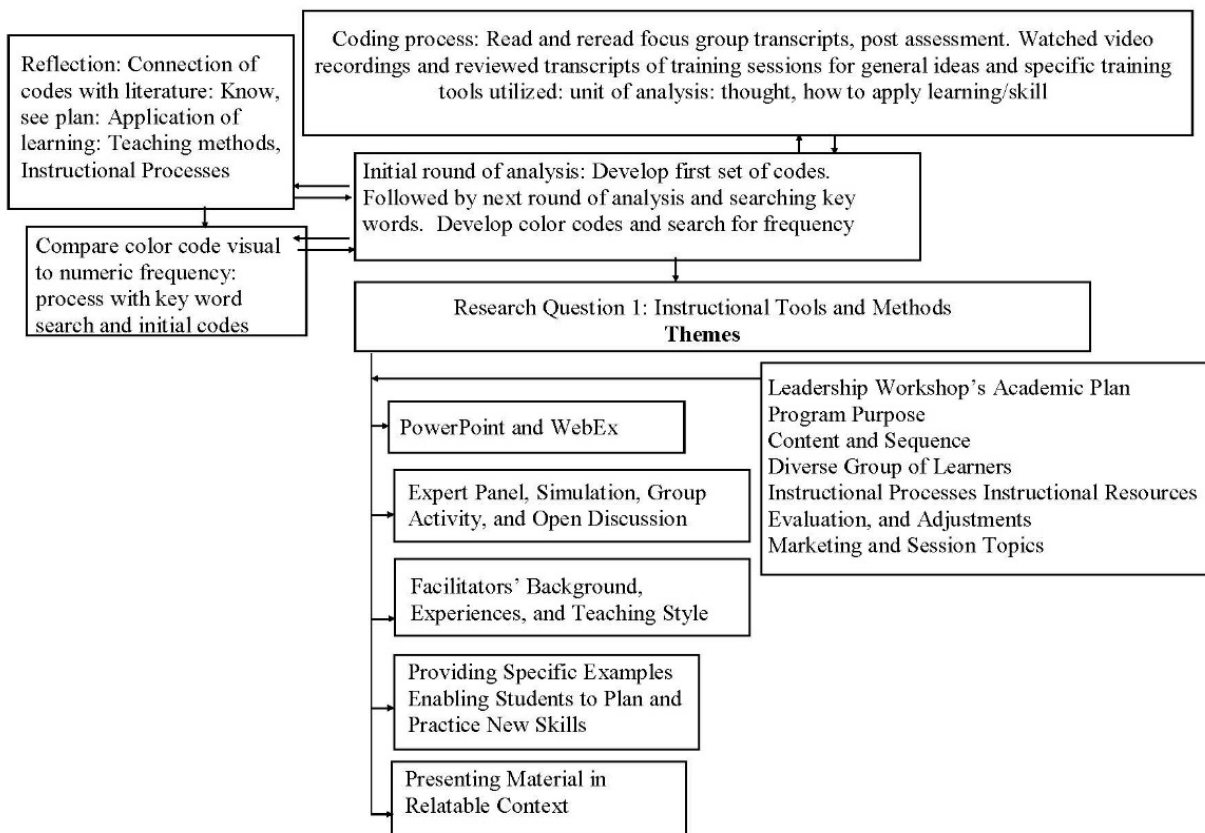 Coding process: Read and reread focus group transcripts, post assessment. Watched video
recordings and reviewed transcripts of training sessions for general ideas and specific training
tools utilized: unit of analysis: thought, how to apply learning/skill
Reflection: Connection of
codes with literature: Know,
see plan: Application of
learning: Teaching methods,
Instructional Processes
Initial round of analysis: Develop first set of codes.
Followed by next round of analysis and searching key
words. Develop color codes and search for frequency
Compare color code visual
to numeric frequency:
process with key word
search and initial codes
Research Question 1: Instructional Tools and Methods
Themes
Leadership Workshop's Academic Plan
Program Purpose
Content and Sequence
Diverse Group of Learners
Instructional Processes Instructional Resources
Evaluation, and Adjustments
Marketing and Session Topics
PowerPoint and WebEx
Expert Panel, Simulation, Group
Activity, and Open Discussion
Facilitators' Background,
Experiences, and Teaching Style
Providing Specific Examples
Enabling Students to Plan and
Practice New Skills
Presenting Material in
Relatable Context